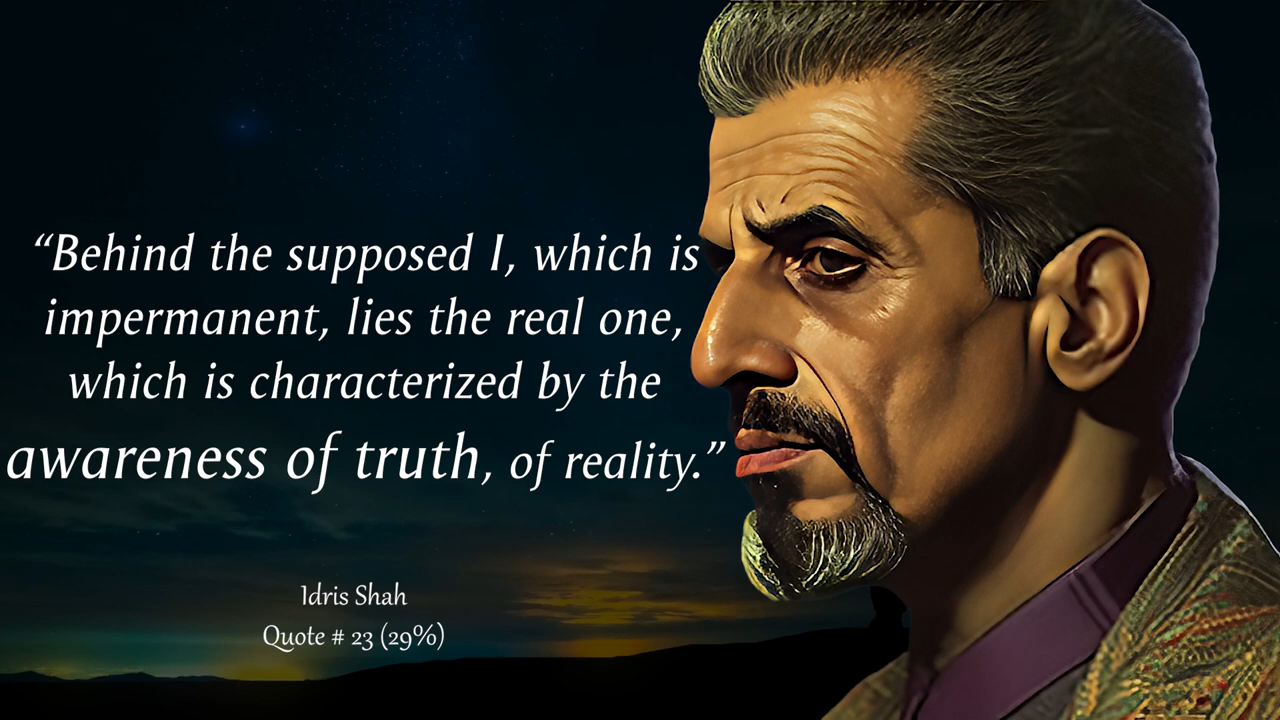 “Behind the supposed I, which is
impermanent, lies the real one,
which is characterized by the
awareness of truth, of reality.”
Idris Shah
Quote # 23 (29%)